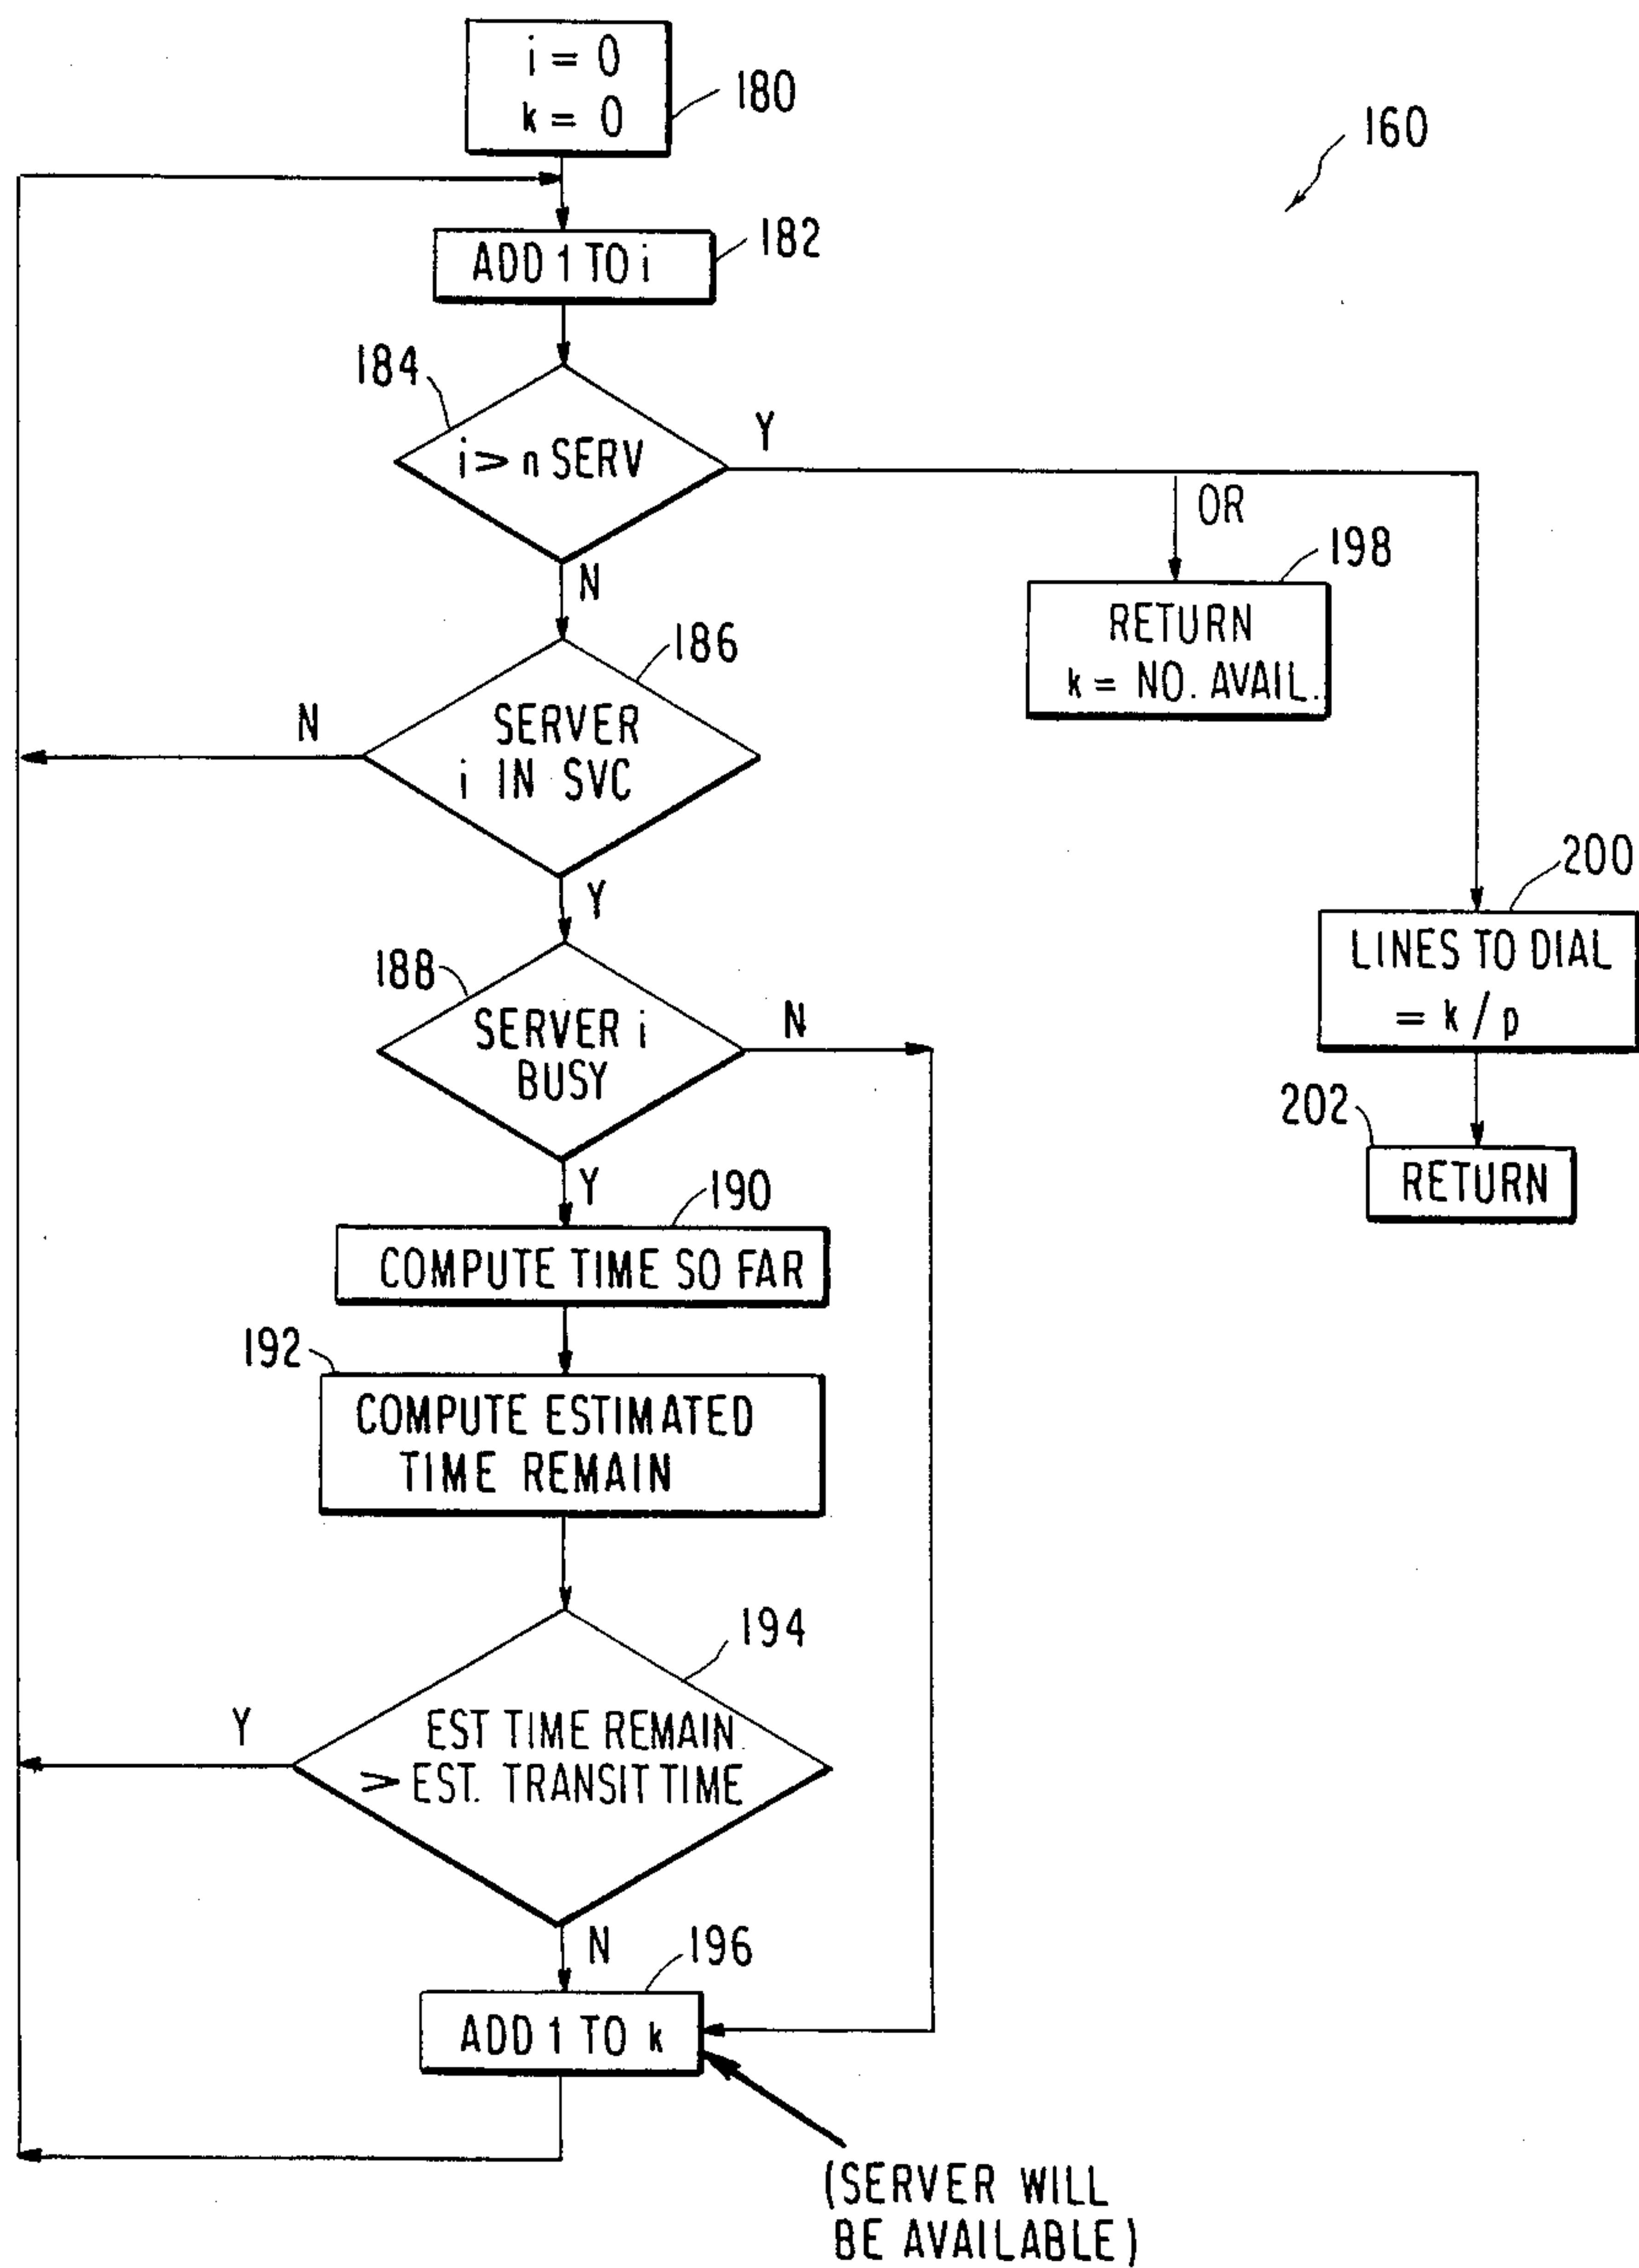 i = 0
k = 0
180
160
ADD 1 TO i
182
184
i > n SERV
Y
OR
198
N
RETURN
k = NO. AVAIL.
186
SERVER
i IN SVC
N
Y
200
LINES TO DIAL
= k / p
188
SERVER i
BUSY
N
202
RETURN
Y
190
COMPUTE TIME SO FAR
192
COMPUTE ESTIMATED
TIME REMAIN
194
Y
EST TIME REMAIN
> EST. TRANSIT TIME
N
196
ADD 1 TO k
(SERVER WILL
BE AVAILABLE)